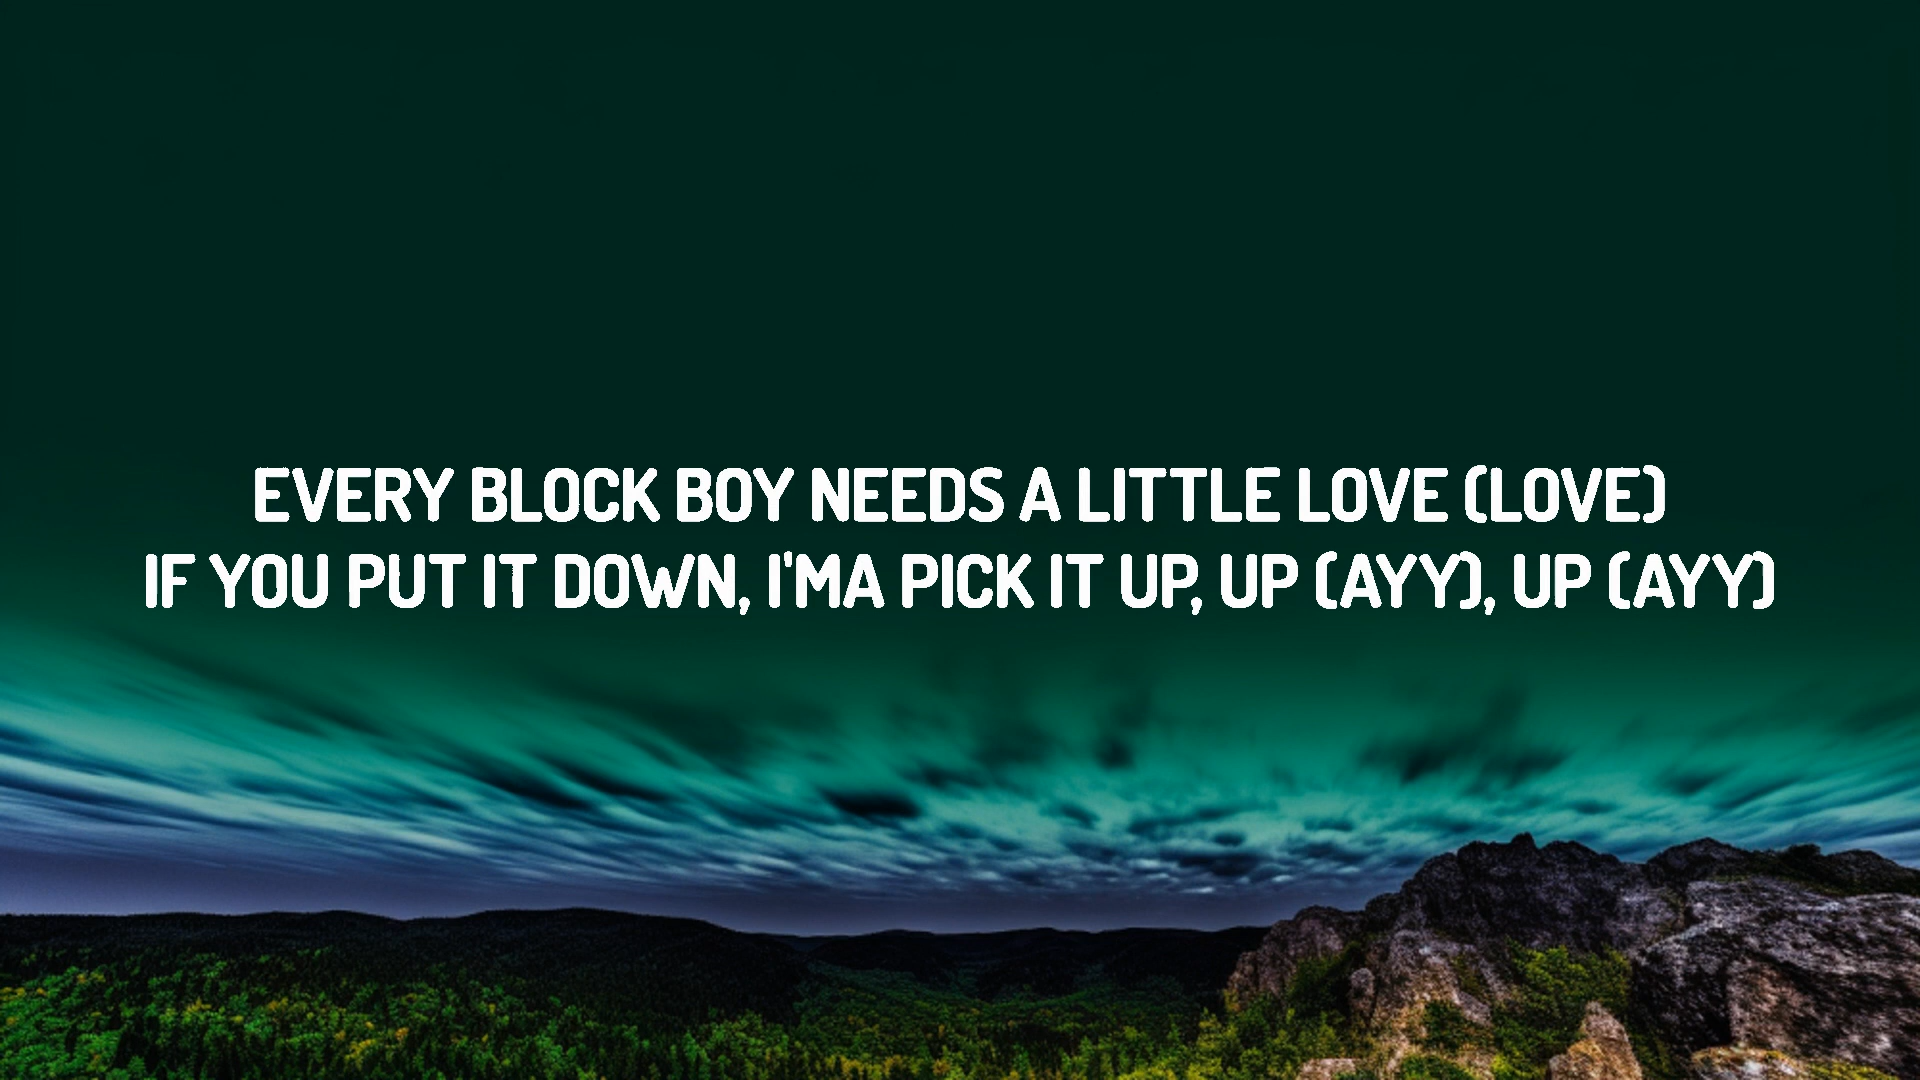 EVERY BLOCK BOY NEEDS A LITTLE LOVE (LOVE)
IF YOU PUT IT DOWN, I'MA PICK IT UP, UP (AYY), UP (AYY)